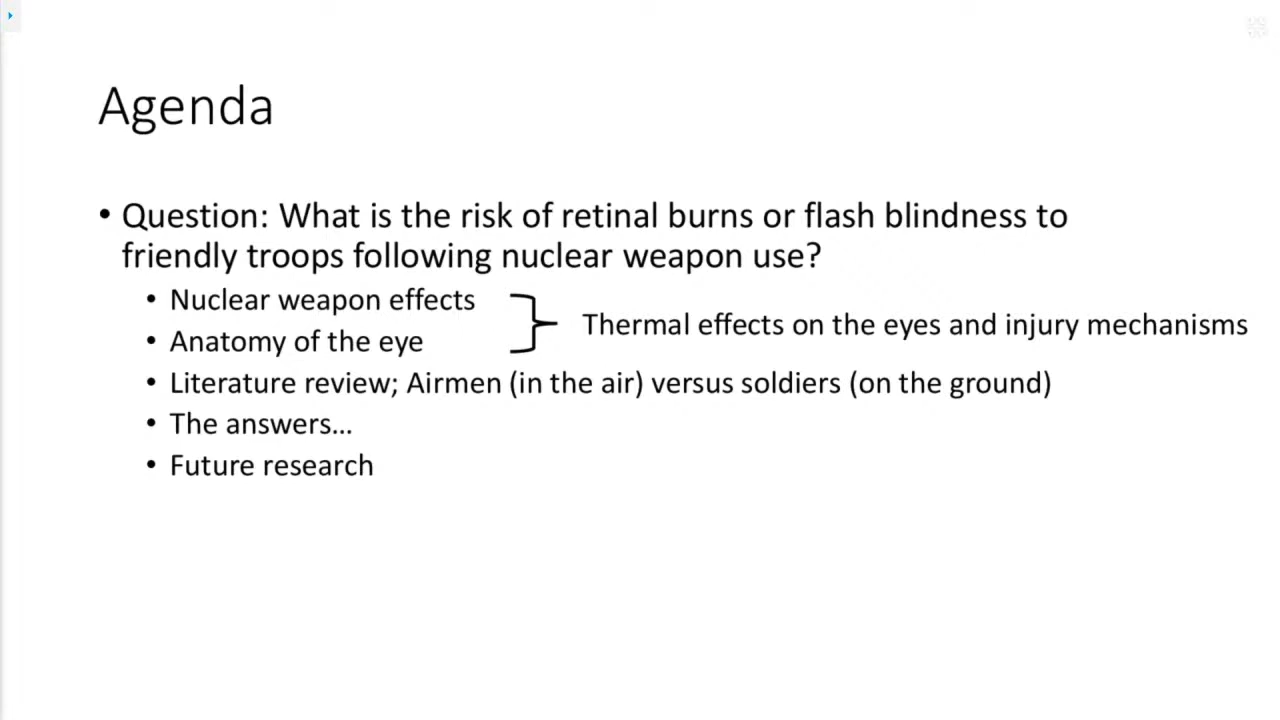 Agenda
• Question: What is the risk of retinal burns or flash blindness to
friendly troops following nuclear weapon use?
• Nuclear weapon effects
• Anatomy of the eye
Thermal effects on the eyes and injury mechanisms
• Literature review; Airmen (in the air) versus soldiers (on the ground)
• The answers…
• Future research